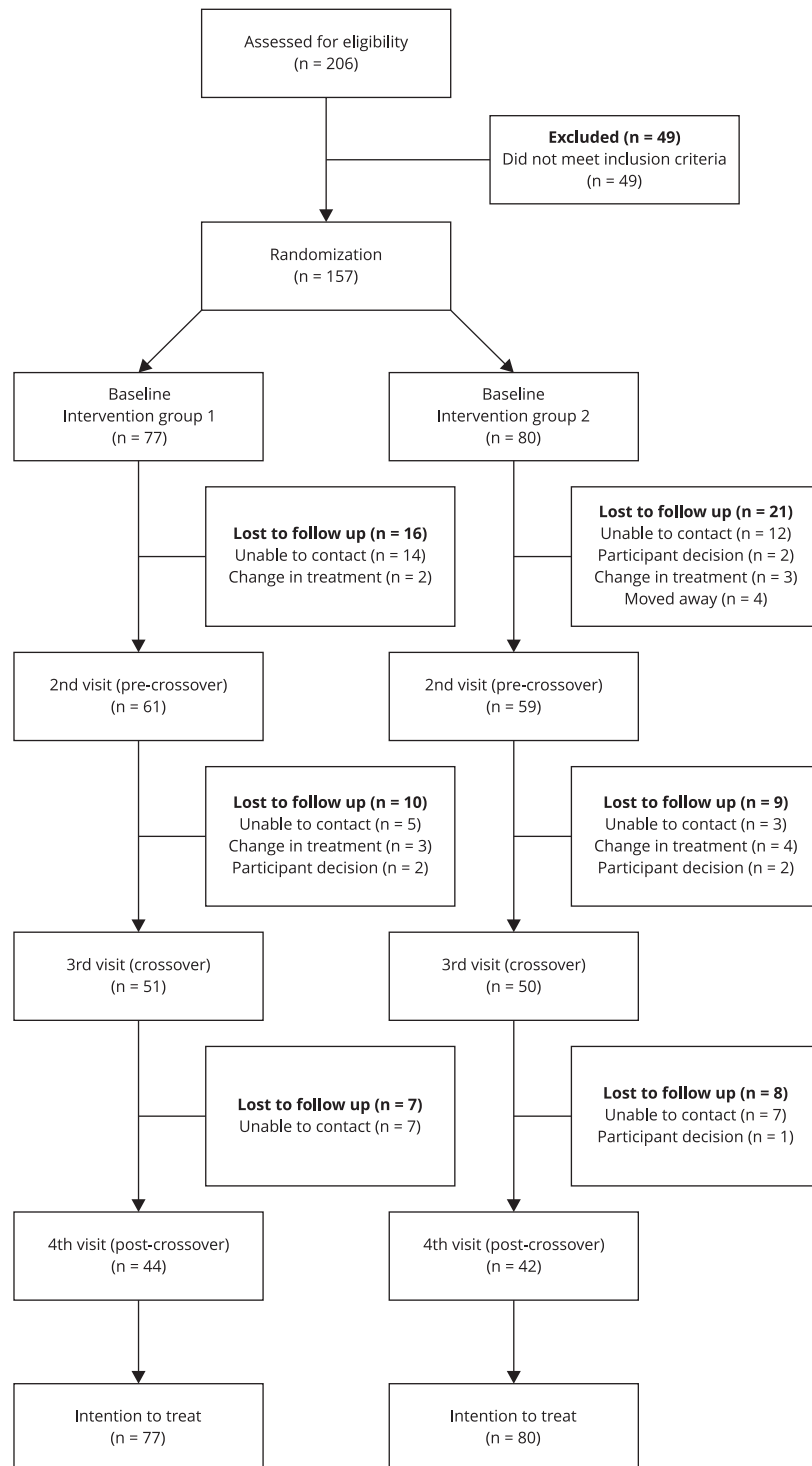 Assessed for eligibility
(n = 206)
Excluded (n = 49)
Did not meet inclusion criteria
(n = 49)
Randomization
(n = 157)
Baseline
Intervention group 1
(n = 77)
Baseline
Intervention group 2
(n = 80)
Lost to follow up (n = 16)
Unable to contact (n = 14)
Change in treatment (n = 2)
Lost to follow up (n = 21)
Unable to contact (n = 12)
Participant decision (n = 2)
Change in treatment (n = 3)
Moved away (n = 4)
2nd visit (pre-crossover)
(n = 61)
2nd visit (pre-crossover)
(n = 59)
Lost to follow up (n = 10)
Unable to contact (n = 5)
Change in treatment (n = 3)
Participant decision (n = 2)
Lost to follow up (n = 9)
Unable to contact (n = 3)
Change in treatment (n = 4)
Participant decision (n = 2)
3rd visit (crossover)
(n = 51)
3rd visit (crossover)
(n = 50)
Lost to follow up (n = 7)
Unable to contact (n = 7)
Lost to follow up (n = 8)
Unable to contact (n = 7)
Participant decision (n = 1)
4th visit (post-crossover)
(n = 44)
4th visit (post-crossover)
(n = 42)
Intention to treat
(n = 77)
Intention to treat
(n = 80)